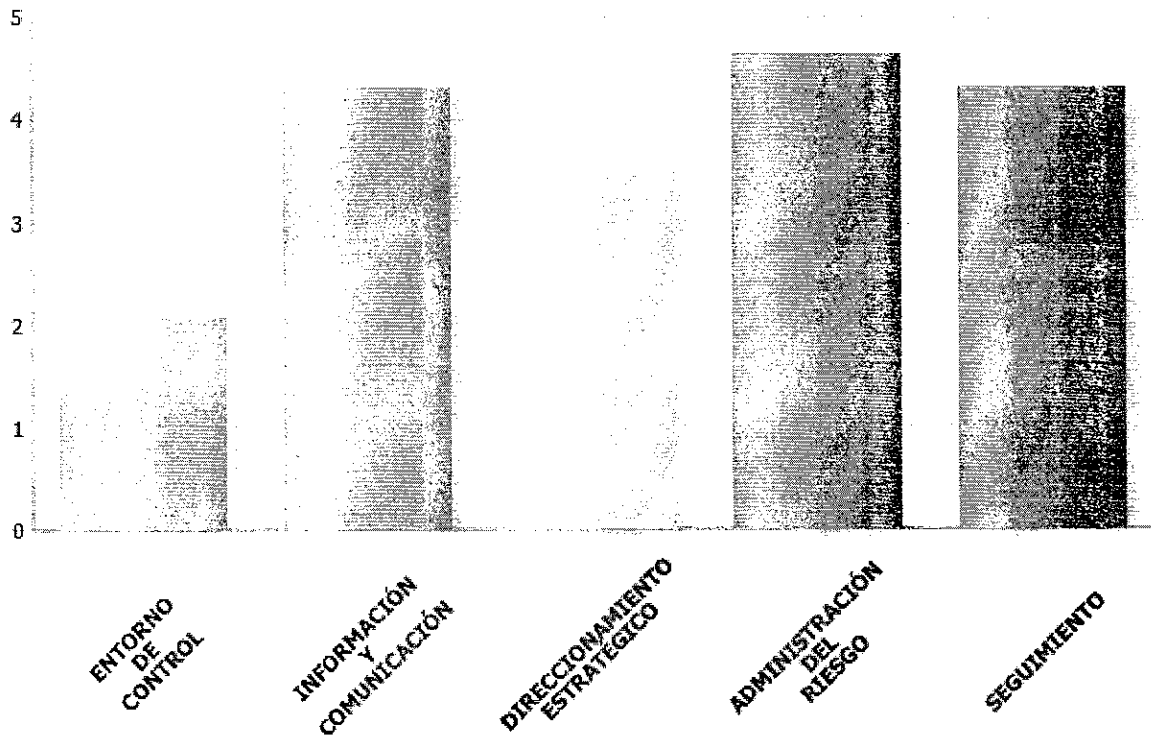 5
4
3
2
1
0
ENTORNO
DE
CONTROL
INFORMACIÓN
Y
COMUNICACIÓN
DIRECCIONAMIENTO
ESTRATÉGICO
ADMINISTRACIÓN
DEL
RIESGO
SEGUIMIENTO